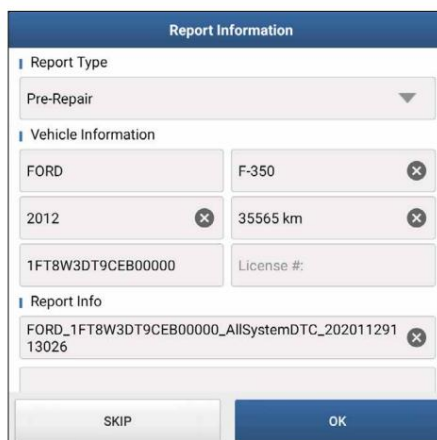 Report Information
Report Type
Pre-Repair
Vehicle Information
FORD
F-350
2012
35565 km
1FT8W3DT9CEB00000
License #:
Report Info
FORD_1FT8W3DT9CEB00000_AllSystemDTC_202011291
13026
SKIP
OK